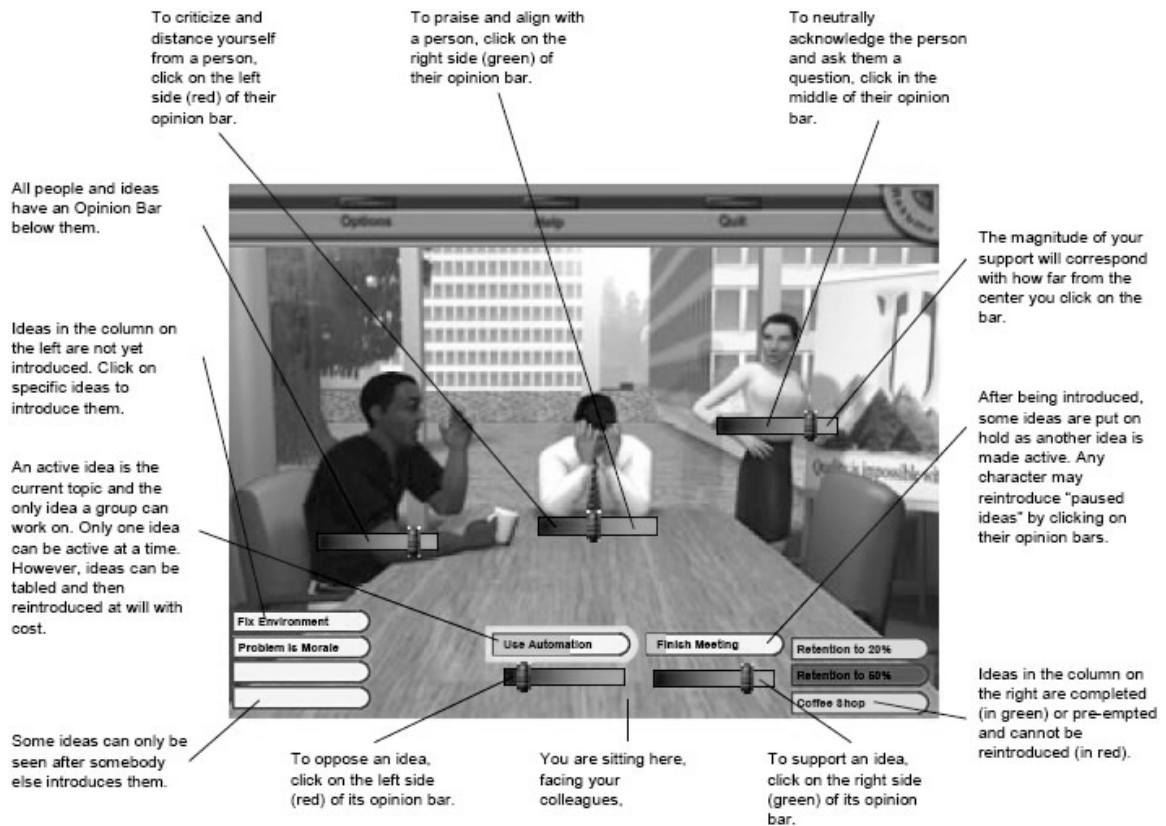 To criticize and
distance yourself
from a person,
click on the left
side (red) of their
opinion bar.
To praise and align with
a person, click on the
right side (green) of
their opinion bar.
To neutrally
acknowledge the person
and ask them a
question, click in the
middle of their opinion
bar.
All people and ideas
have an Opinion Bar
below them.
Ideas in the column on
the left are not yet
introduced. Click on
specific ideas to
introduce them.
An active idea is the
current topic and the
only idea a group can
work on. Only one idea
can be active at a time.
However, ideas can be
tabled and then
reintroduced at will with
cost.
Some ideas can only be
seen after somebody
else introduces them.
Options
Help
Quit
Quality is impossible
Fix Environment
Problem is Morale
Use Automation
Finish Meeting
Retention to 20%
Retention to 60%
Coffee Shop
The magnitude of your
support will correspond
with how far from the
center you click on the
bar.
After being introduced,
some ideas are put on
hold as another idea is
made active. Any
character may
reintroduce "paused
ideas" by clicking on
their opinion bars.
Ideas in the column on
the right are completed
(in green) or pre-empted
and cannot be
reintroduced (in red).
To oppose an idea,
click on the left side
(red) of its opinion bar.
You are sitting here,
facing your
colleagues,
To support an idea,
click on the right side
(green) of its opinion
bar.